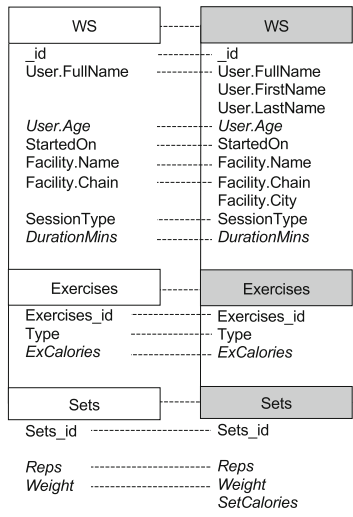 WS WS
_id _id
User.FullName User.FullName
User.FirstName
User.LastName
User.Age User.Age
StartedOn StartedOn
Facility.Name Facility.Name
Facility.Chain Facility.Chain
Facility.City
SessionType SessionType
DurationMins DurationMins
Exercises Exercises
Exercises_id Exercises_id
Type Type
ExCalories ExCalories
Sets Sets
Sets_id Sets_id
Reps Reps
Weight Weight
SetCalories